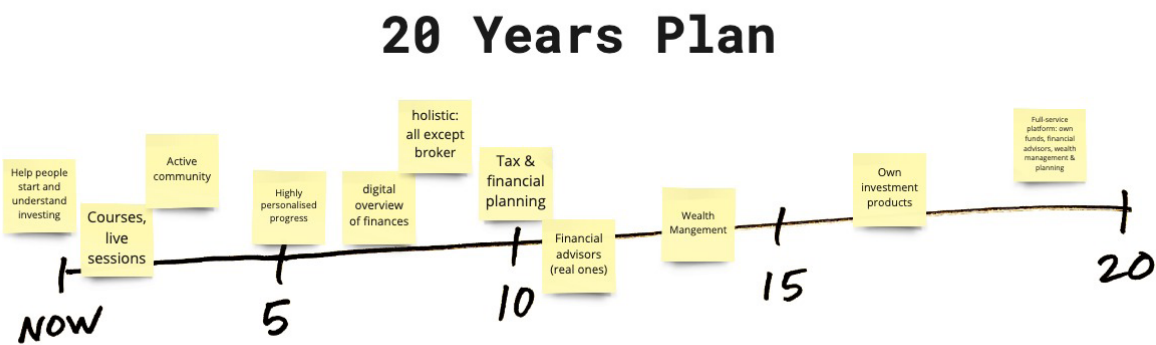 20 Years Plan
Help people
start and
understand
investing
Courses,
live
sessions
Active
community
Highly
personalised
progress
digital
overview
of finances
holistic:
all except
broker
Tax &
financial
planning
Financial
advisors
(real ones)
Wealth
Mangement
Own
investment
products
Full-service
platform: own
funds, financial
advisors, wealth
management &
planning
NOW
5
10
15
20